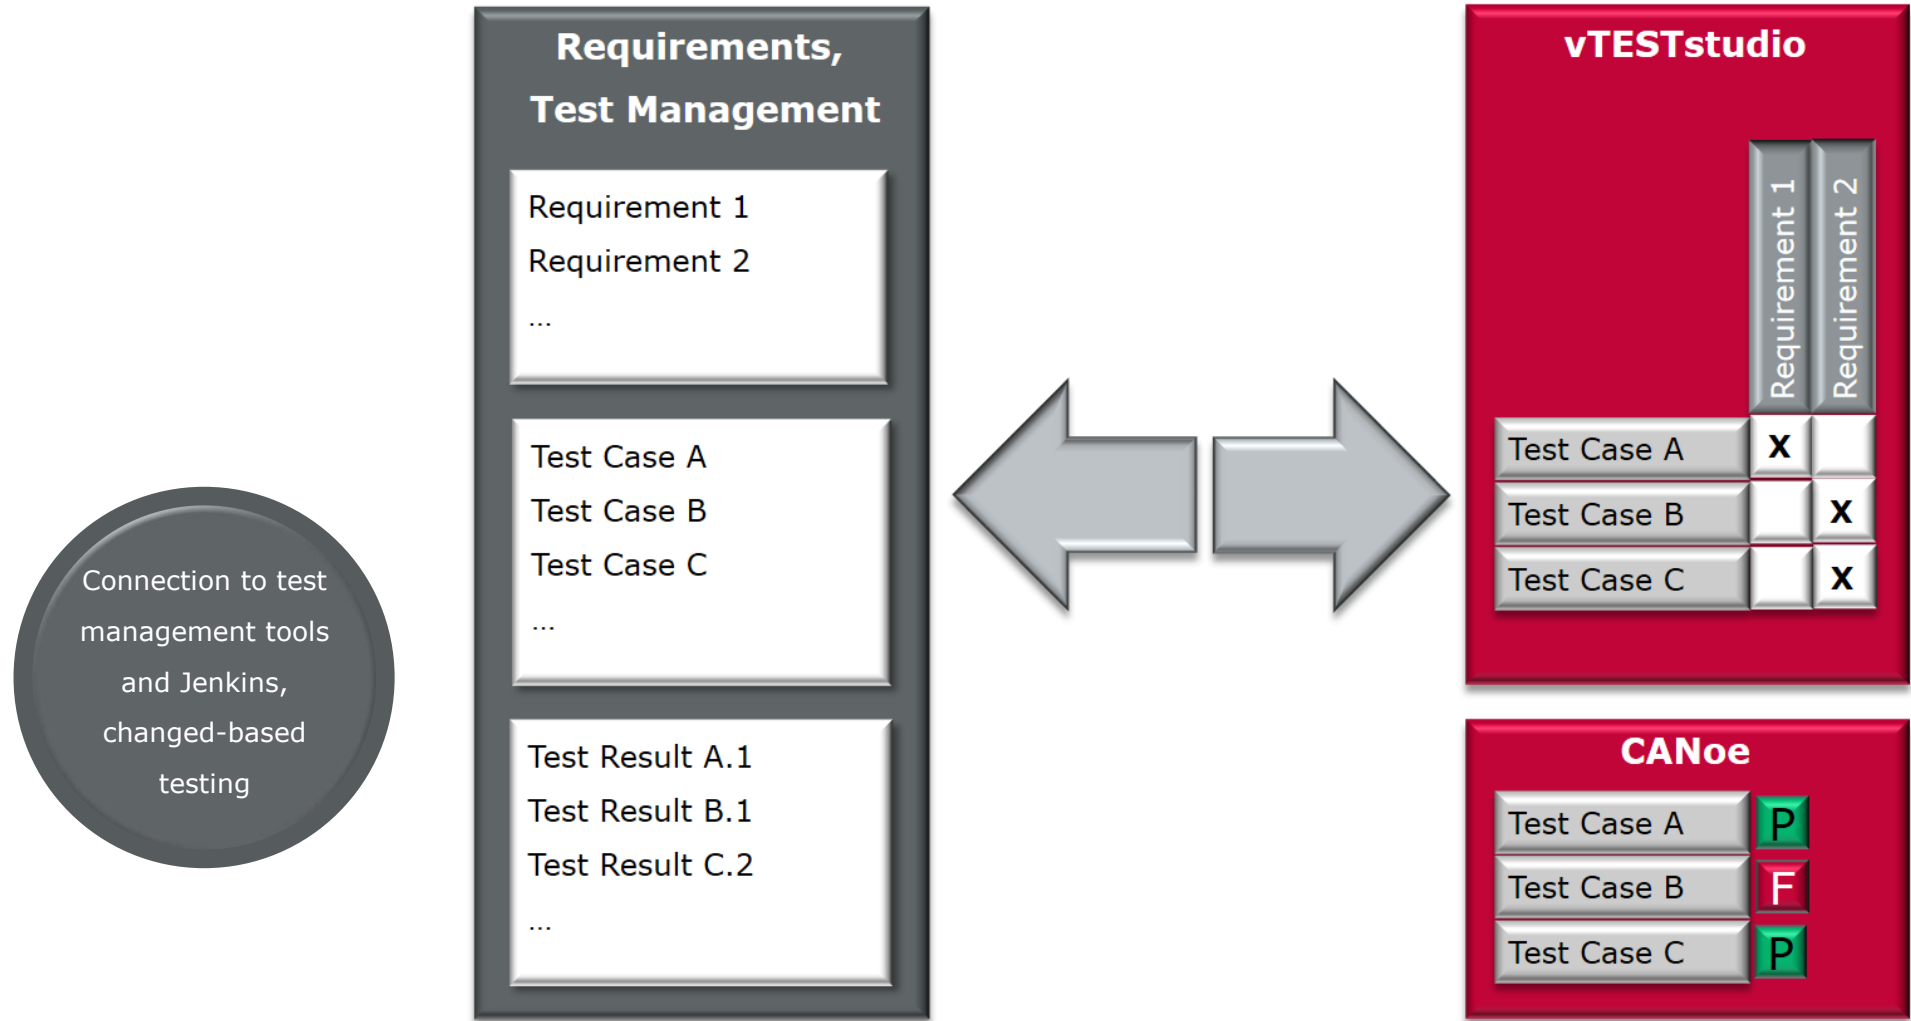 Connection to test
management tools
and Jenkins,
changed-based
testing
Requirements,
Test Management
Requirement 1
Requirement 2
...
Test Case A
Test Case B
Test Case C
...
Test Result A.1
Test Result B.1
Test Result C.2
...
vTESTstudio
Requirement 1
Requirement 2
Test Case A X
Test Case B X
Test Case C X
CANoe
Test Case A P
Test Case B F
Test Case C P